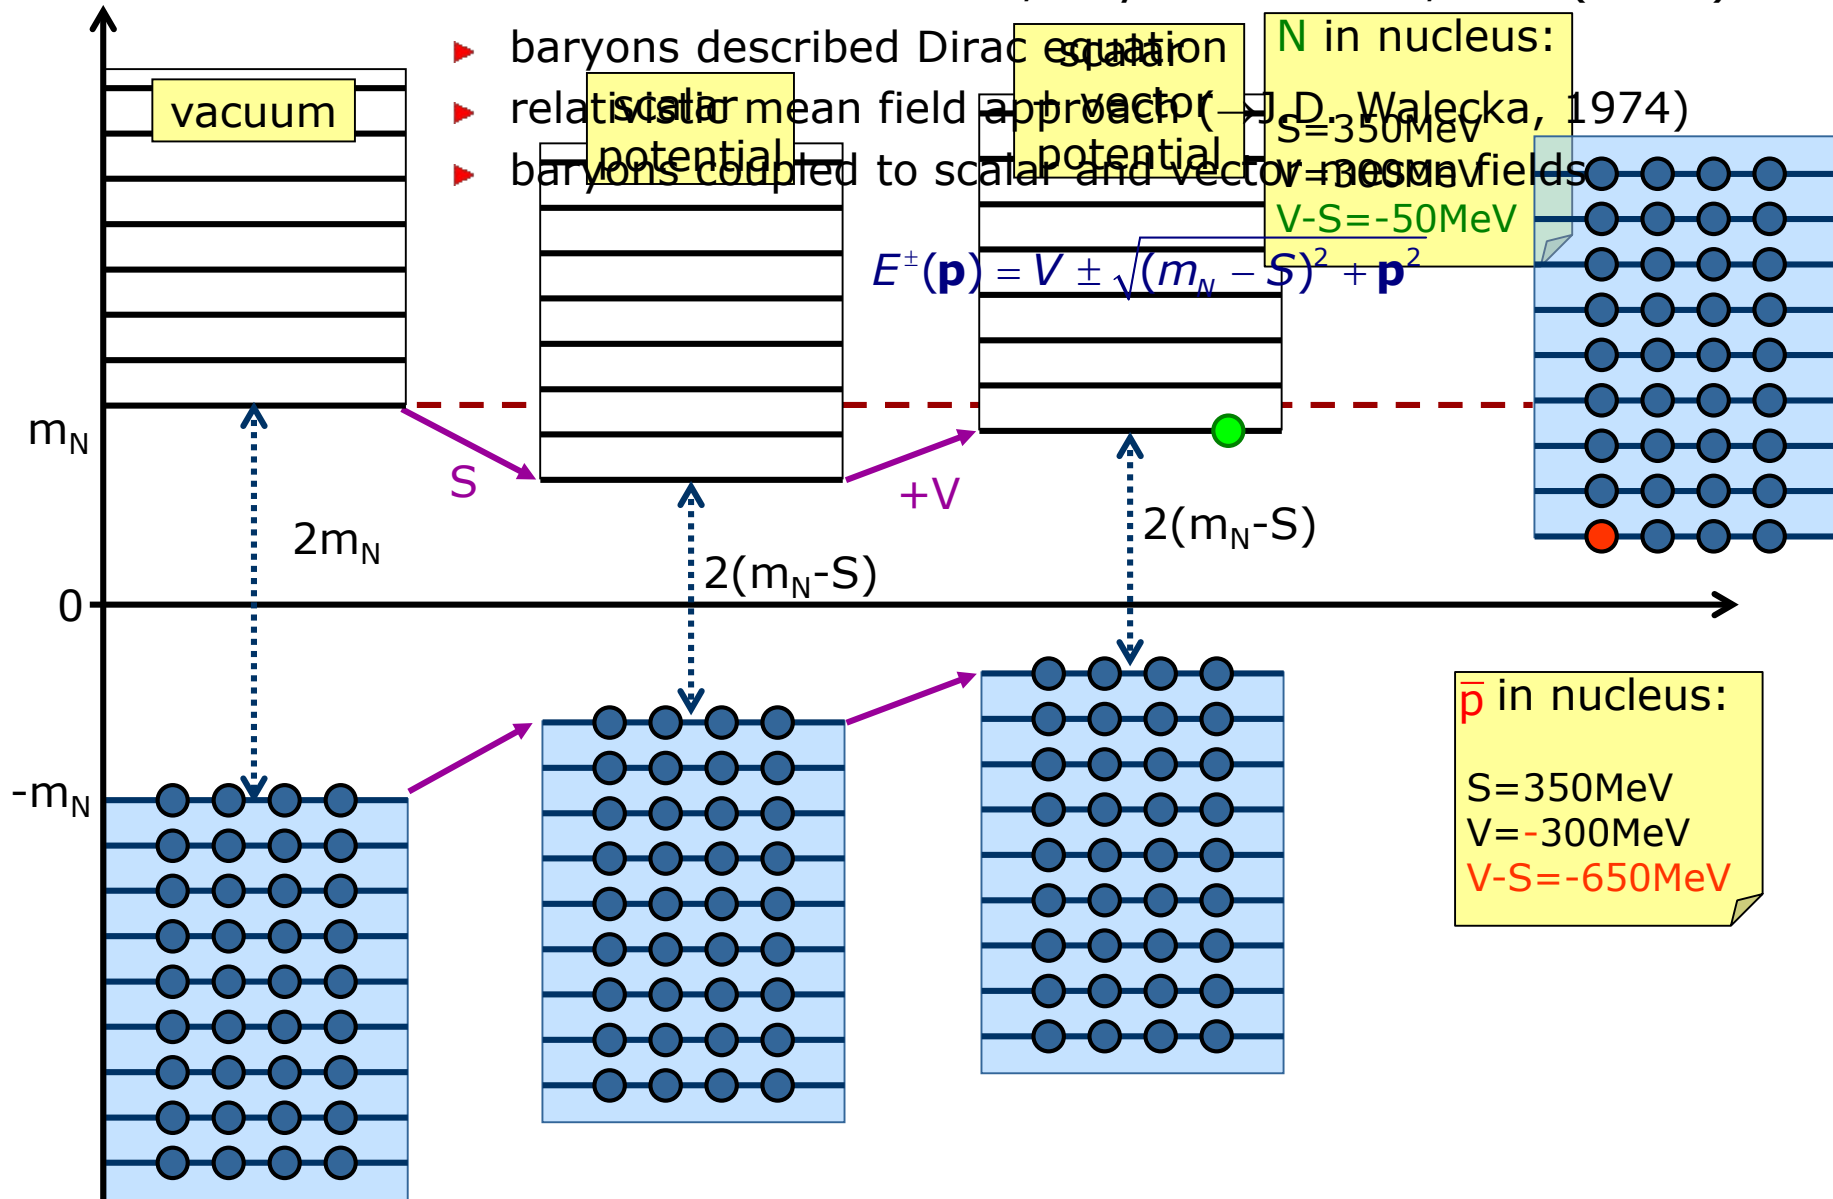 baryons described Dirac equation
relativistic mean field approach (→J.D. Walecka, 1974)
baryons coupled to scalar and vector meson fields
vacuum
scalar
potential
scalar
+ vector
potential
N in nucleus:
S=350MeV
V=300MeV
V-S=-50MeV
E±(p) = V ± √(mN − S)² + p²
mN
S
+V
2mN
2(mN-S)
2(mN-S)
0
-mN
p̅ in nucleus:
S=350MeV
V=-300MeV
V-S=-650MeV